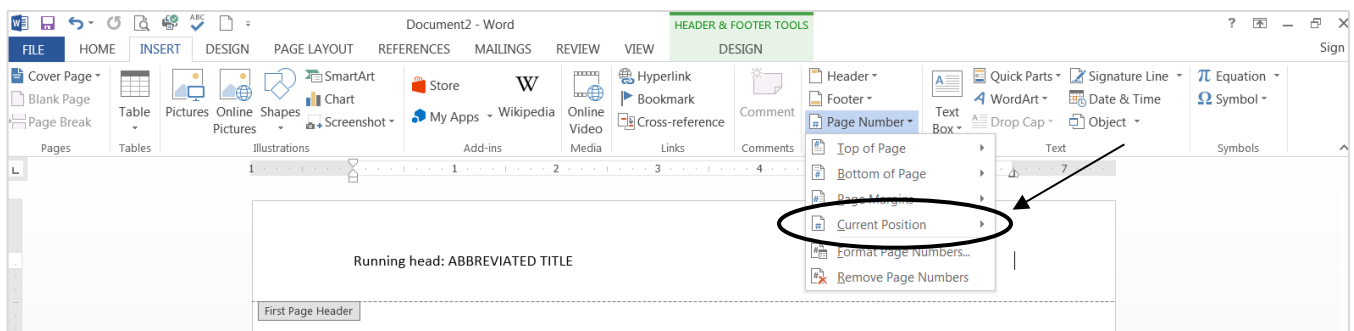 Document2 - Word
HEADER & FOOTER TOOLS
?
FILE HOME INSERT DESIGN PAGE LAYOUT REFERENCES MAILINGS REVIEW VIEW DESIGN Sign
Cover Page
Blank Page
Page Break
Pages
Table
Tables
Pictures
Online Pictures
Shapes
SmartArt
Chart
Screenshot
Illustrations
Store
My Apps
W
Wikipedia
Add-ins
Online Video
Media
Hyperlink
Bookmark
Cross-reference
Links
Comment
Comments
Header
Footer
Page Number
Top of Page
Bottom of Page
Page Margins
Current Position
Format Page Numbers...
Remove Page Numbers
Text Box
Quick Parts
WordArt
Drop Cap
Signature Line
Date & Time
Object
Text
π Equation
Ω Symbol
Symbols
1 1 2 3 4 7
Running head: ABBREVIATED TITLE
First Page Header